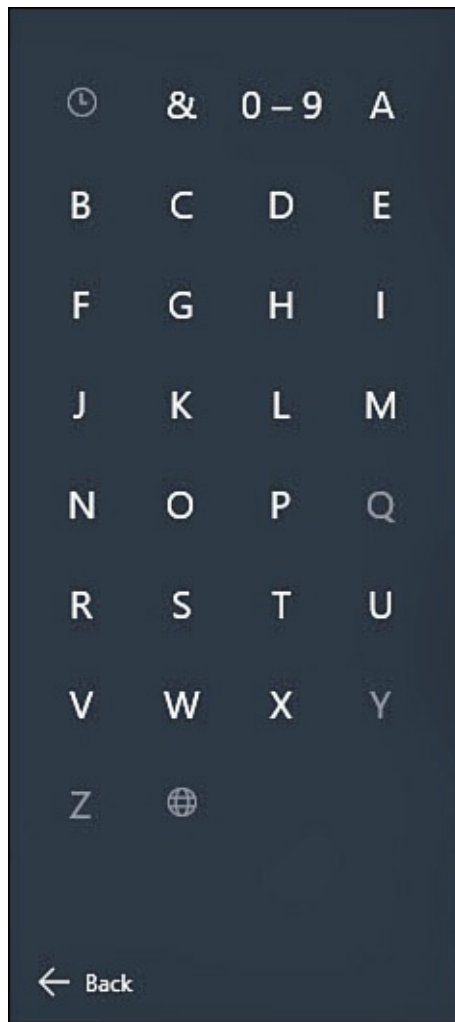 & 0 – 9 A
B C D E
F G H I
J K L M
N O P Q
R S T U
V W X Y
Z
Back